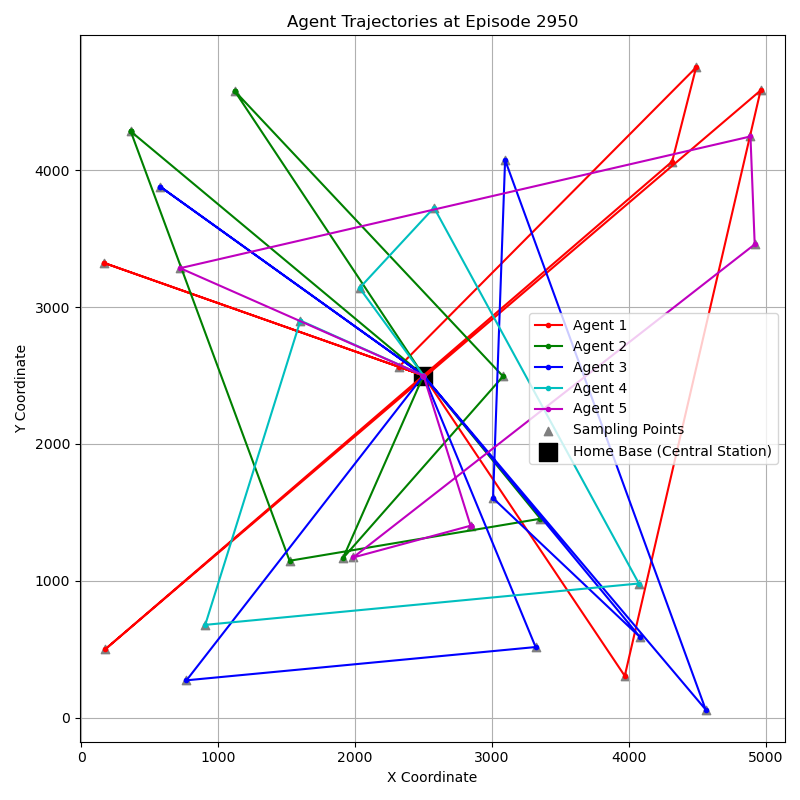 Agent Trajectories at Episode 2950
Y Coordinate
4000
3000
2000
1000
0
Agent 1
Agent 2
Agent 3
Agent 4
Agent 5
Sampling Points
Home Base (Central Station)
0 1000 2000 3000 4000 5000
X Coordinate